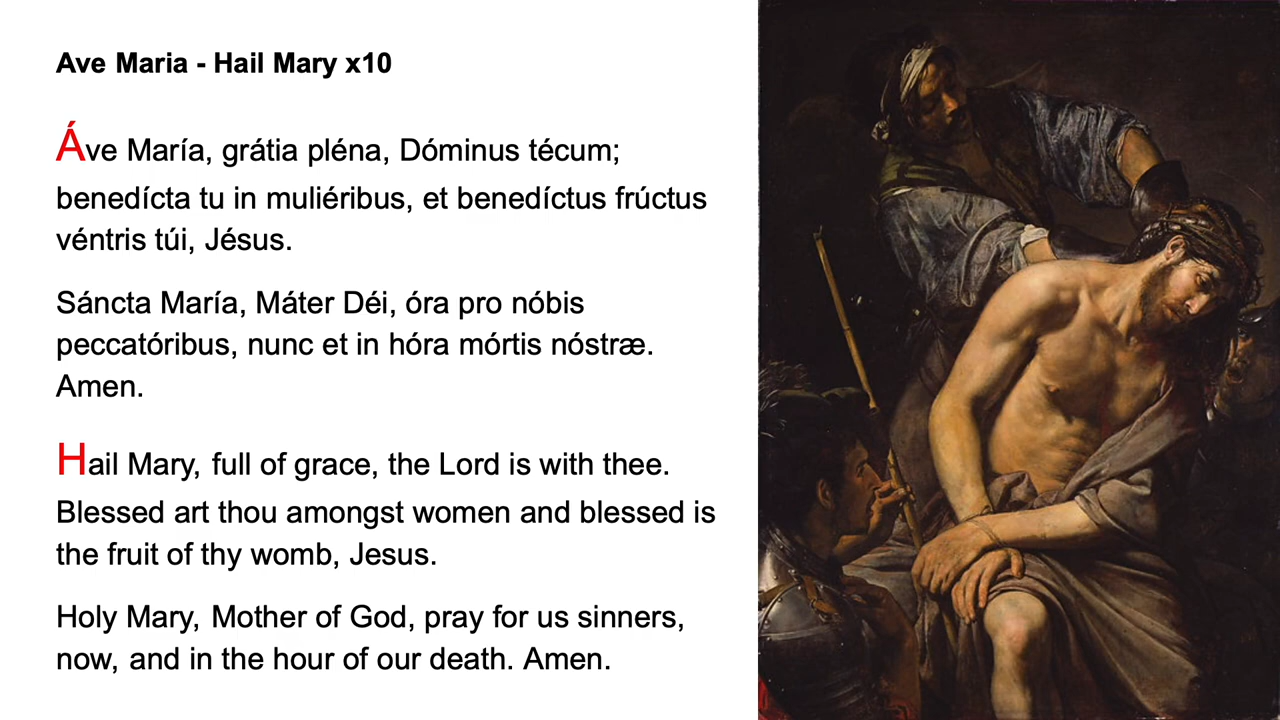 Ave Maria - Hail Mary x10
Áve María, grátia pléna, Dóminus técum;
benedícta tu in muliéribus, et benedíctus frúctus
véntris túi, Jésus.
Sáncta María, Máter Déi, óra pro nóbis
peccatóribus, nunc et in hóra mórtis nóstræ.
Amen.
Hail Mary, full of grace, the Lord is with thee.
Blessed art thou amongst women and blessed is
the fruit of thy womb, Jesus.
Holy Mary, Mother of God, pray for us sinners,
now, and in the hour of our death. Amen.